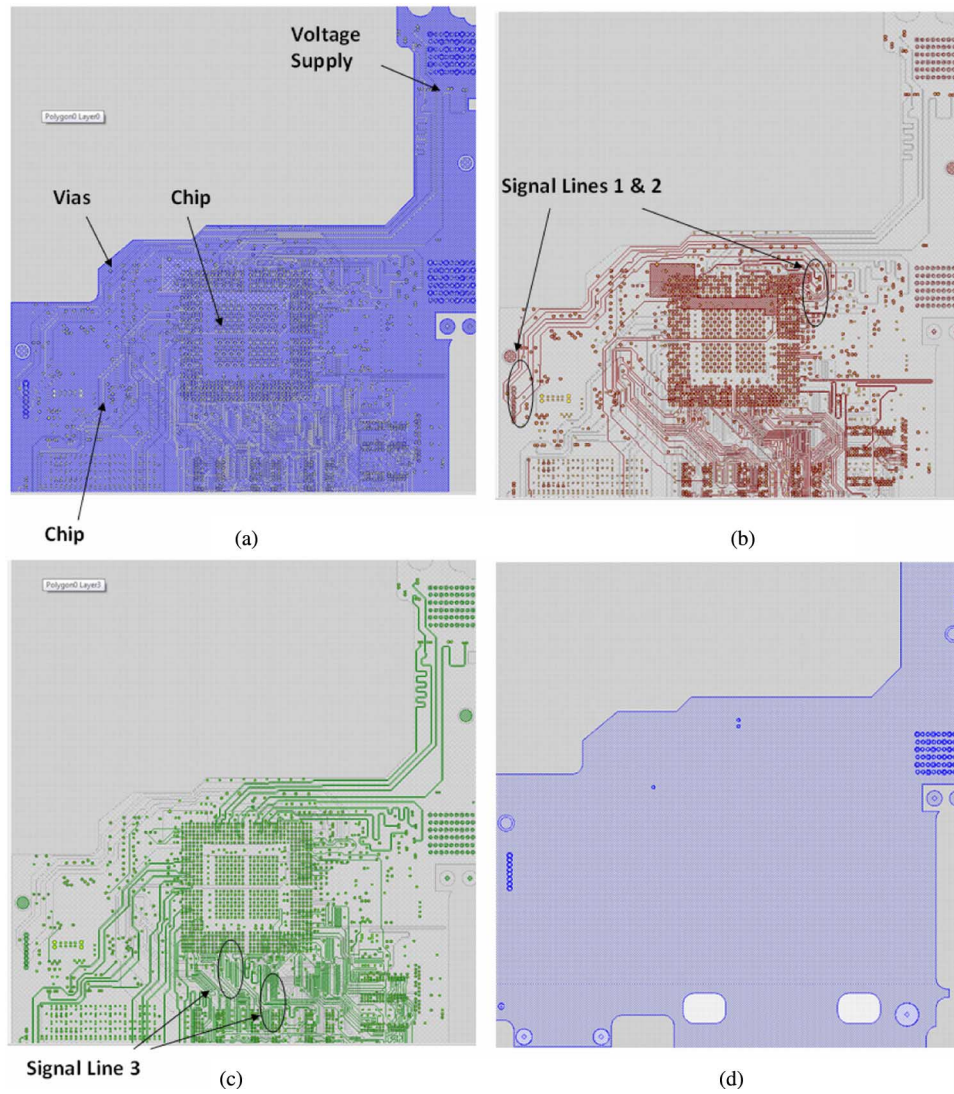 Voltage
Supply
Polygon0 Layer0
Vias
Chip
Chip
(a)
Signal Lines 1 & 2
(b)
Polygon0 Layer3
Signal Line 3
(c)
(d)